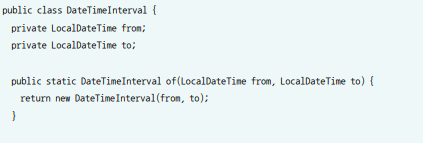 public class DateTimeInterval {
  private LocalDateTime from;
  private LocalDateTime to;

  public static DateTimeInterval of(LocalDateTime from, LocalDateTime to) {
    return new DateTimeInterval(from, to);
  }